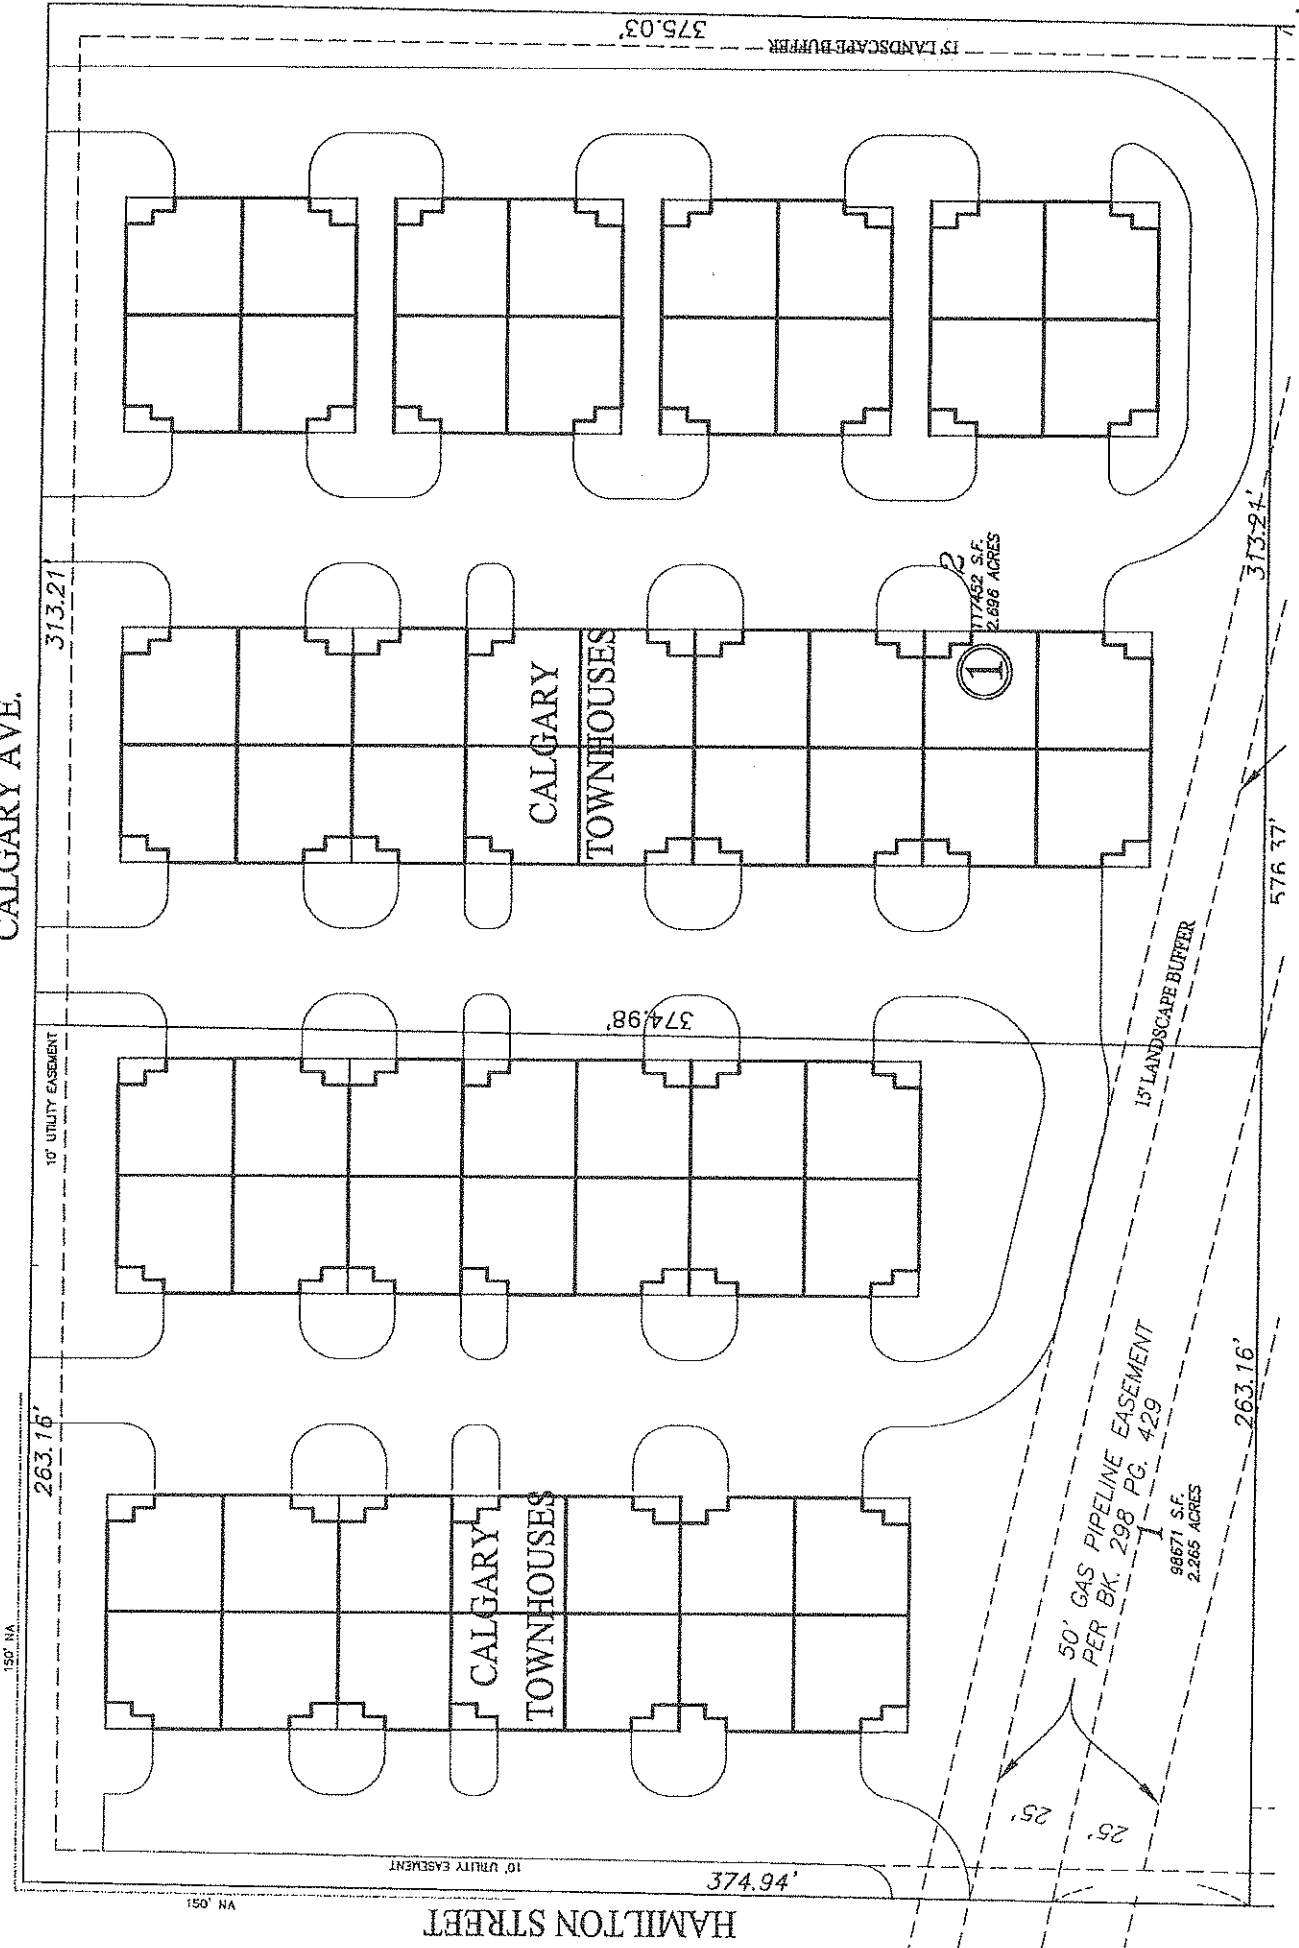 CALGARY AVE.
375.03'
15' LANDSCAPE BUFFER
313.21'
2
117452 S.F.
2.696 ACRES
1
CALGARY
TOWNHOUSES
313.21'
576.37'
10' UTILITY EASEMENT
374.98'
15' LANDSCAPE BUFFER
263.16'
263.16'
150' NA
CALGARY
TOWNHOUSES
50' GAS PIPELINE EASEMENT
PER BK. 298 PG. 429
1
98671 S.F.
2.265 ACRES
25'
25'
10' UTILITY EASEMENT
374.94'
150' NA
HAMILTON STREET